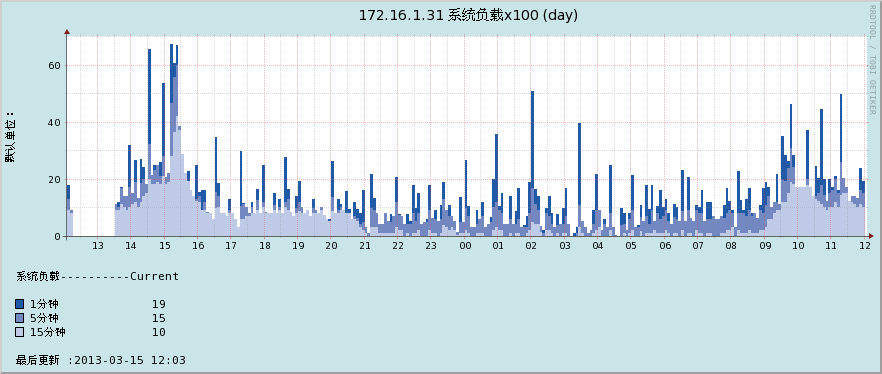 172.16.1.31 系统负载x100 (day)
RRDTOOL / TOBI OETIKER
默认单位:
60
40
20
0
13 14 15 16 17 18 19 20 21 22 23 00 01 02 03 04 05 06 07 08 09 10 11 12
系统负载----------Current
1分钟 19
5分钟 15
15分钟 10
最后更新 :2013-03-15 12:03